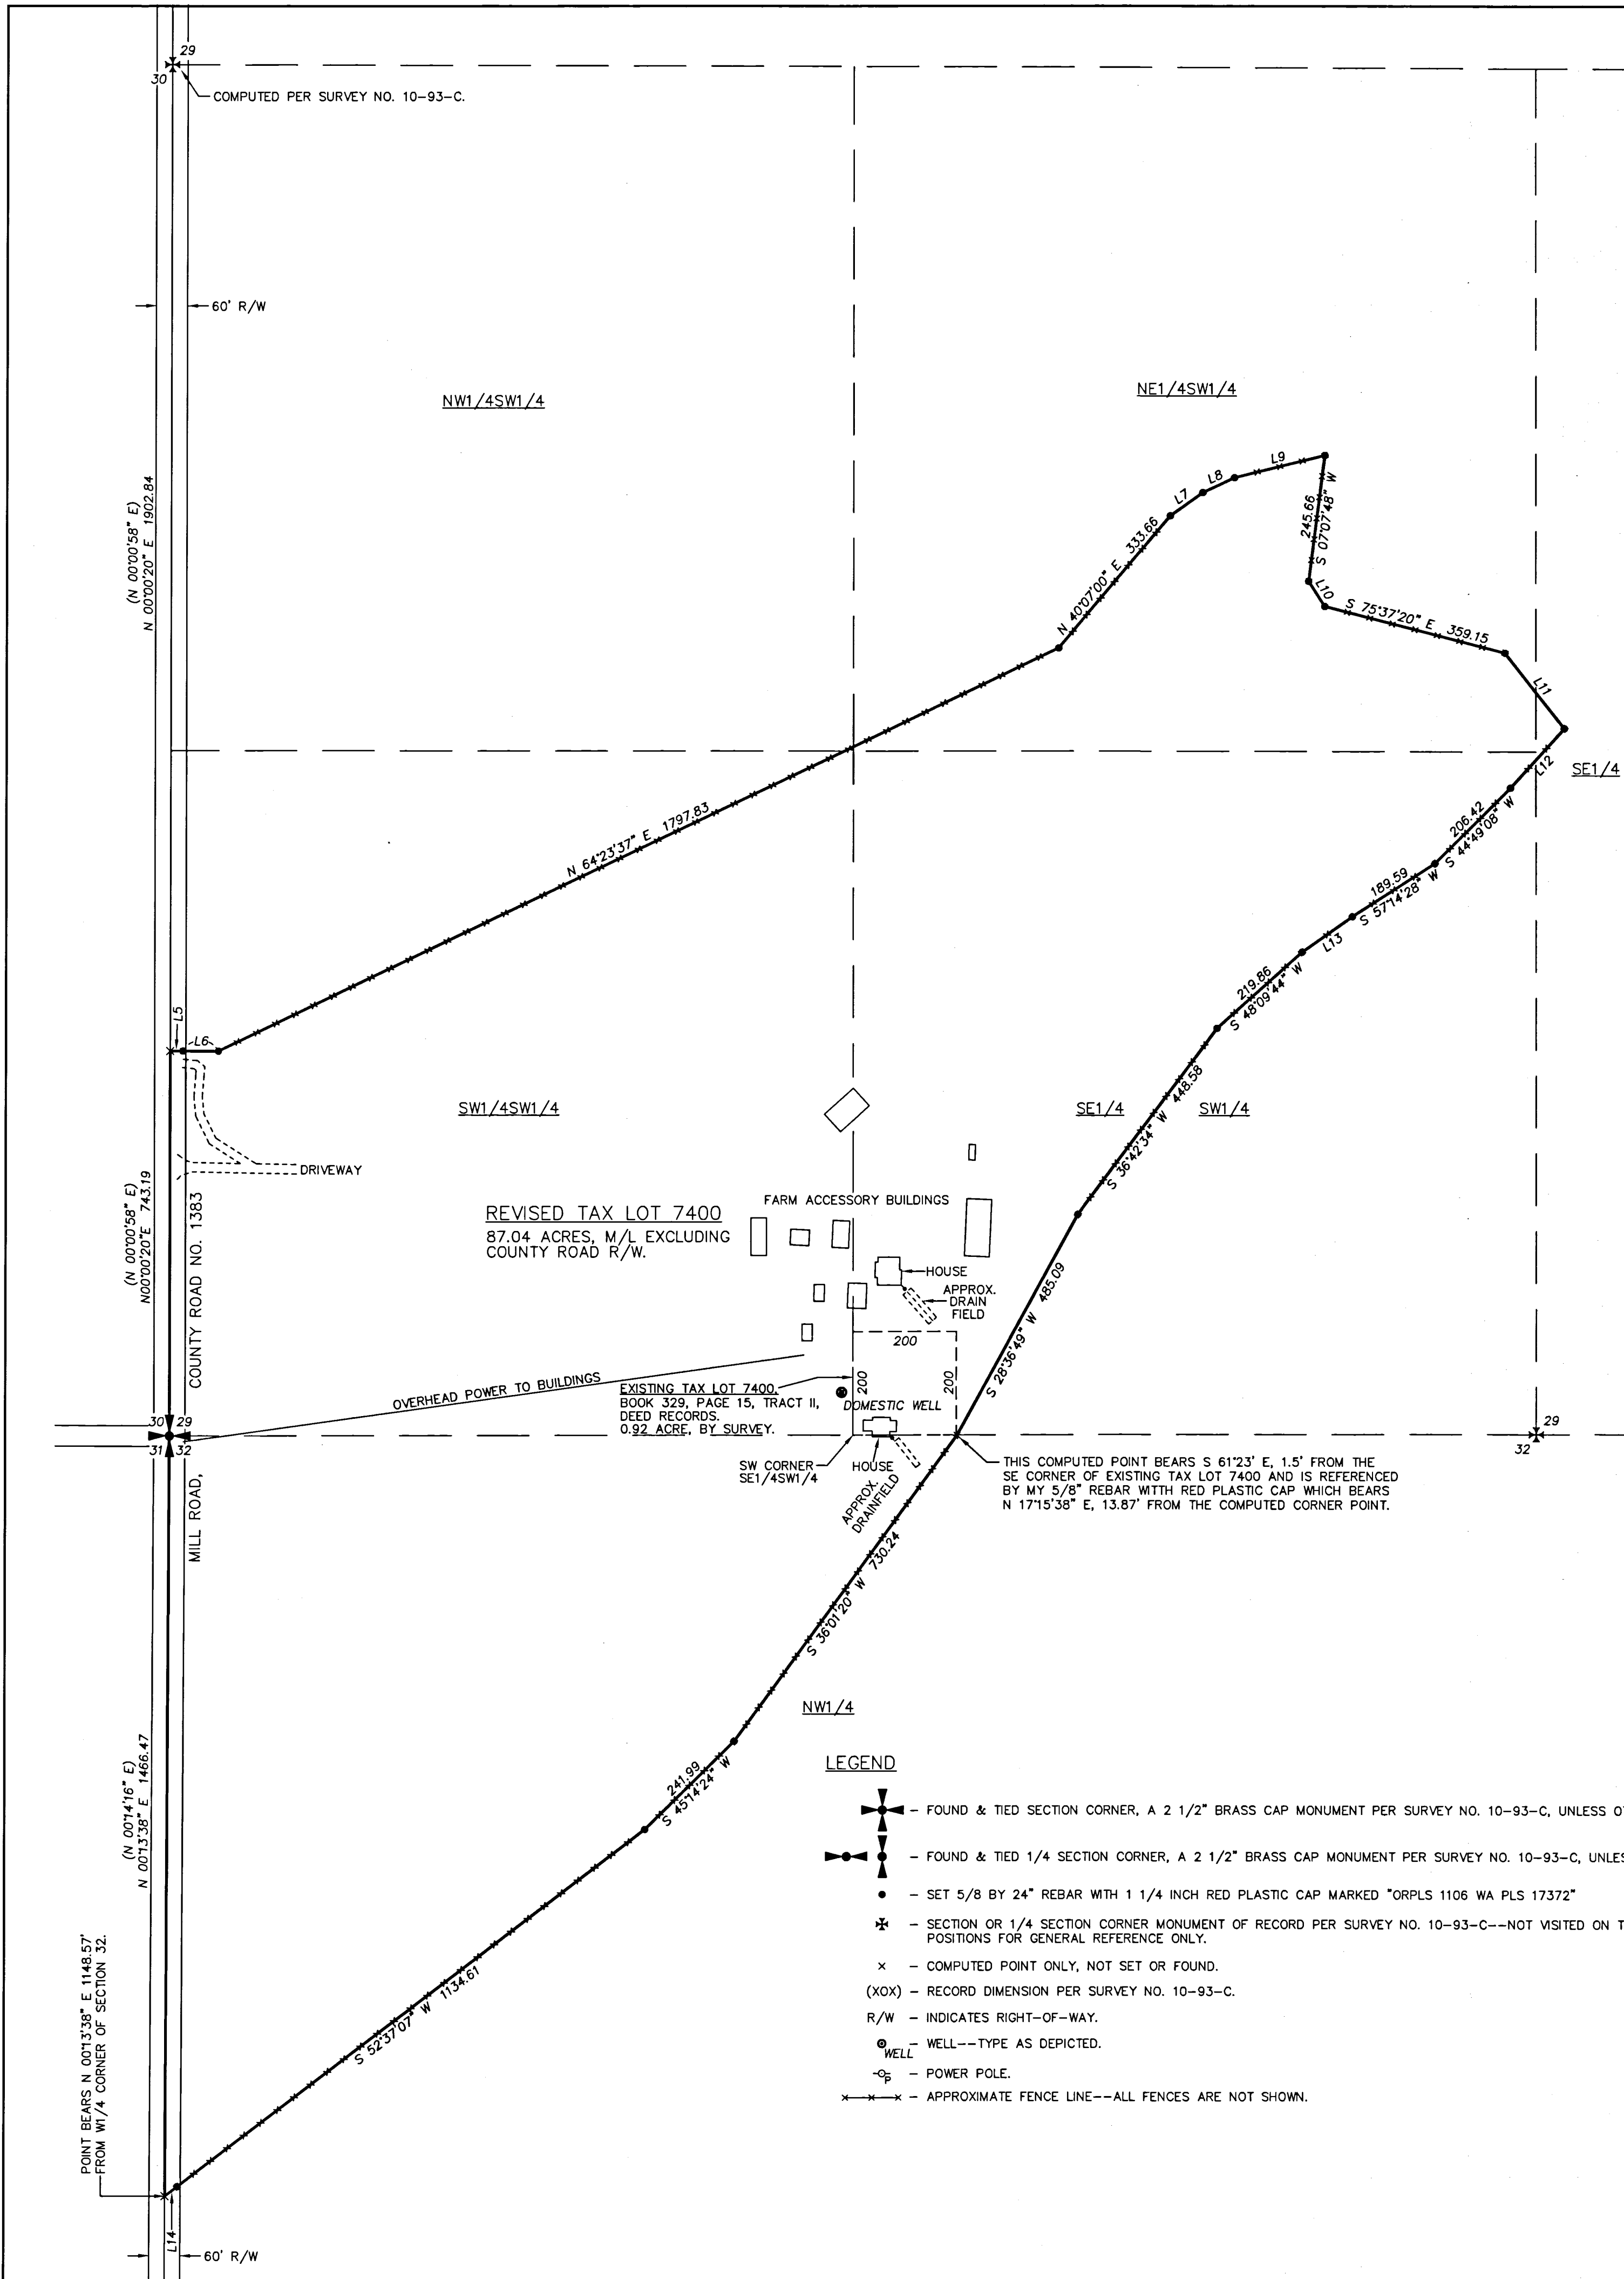 29
30
COMPUTED PER SURVEY NO. 10-93-C.
60' R/W
NW1/4SW1/4
NE1/4SW1/4
(N 00°00'58" E)
N 00°00'20" E 1902.84
L7
L8
L9
245.66
S 07°07'48" W
L10
N 40°07'00" E 333.66
S 75°37'20" E 359.15
L11
L12
SE1/4
N 64°23'37" E 1797.83
206.42
S 44°49'08" W
189.59
S 57°14'28" W
L13
219.86
S 48°09'44" W
L5
L6
SW1/4SW1/4
SE1/4
SW1/4
448.58
S 36°42'34" W
DRIVEWAY
(N 00°00'58" E)
N00°00'20"E 743.19
COUNTY ROAD NO. 1383
REVISED TAX LOT 7400
87.04 ACRES, M/L EXCLUDING
COUNTY ROAD R/W.
FARM ACCESSORY BUILDINGS
HOUSE
APPROX.
DRAIN
FIELD
S 28°36'49" W 485.09
200
200
200
OVERHEAD POWER TO BUILDINGS
EXISTING TAX LOT 7400.
BOOK 329, PAGE 15, TRACT II,
DEED RECORDS.
0.92 ACRE, BY SURVEY.
DOMESTIC WELL
30 29
31 32
29
32
SW CORNER
SE1/4SW1/4
HOUSE
APPROX.
DRAINFIELD
THIS COMPUTED POINT BEARS S 61°23' E, 1.5' FROM THE
SE CORNER OF EXISTING TAX LOT 7400 AND IS REFERENCED
BY MY 5/8" REBAR WITTH RED PLASTIC CAP WHICH BEARS
N 17°15'38" E, 13.87' FROM THE COMPUTED CORNER POINT.
MILL ROAD,
S 36°01'20" W 730.24
NW1/4
(N 00°14'16" E)
N 00°13'38" E 1466.47
241.99
S 45°14'24" W
LEGEND
– FOUND & TIED SECTION CORNER, A 2 1/2" BRASS CAP MONUMENT PER SURVEY NO. 10-93-C, UNLESS
– FOUND & TIED 1/4 SECTION CORNER, A 2 1/2" BRASS CAP MONUMENT PER SURVEY NO. 10-93-C,
– SET 5/8 BY 24" REBAR WITH 1 1/4 INCH RED PLASTIC CAP MARKED "ORPLS 1106 WA PLS 17372"
– SECTION OR 1/4 SECTION CORNER MONUMENT OF RECORD PER SURVEY NO. 10-93-C--NOT VISITED ON
POSITIONS FOR GENERAL REFERENCE ONLY.
× – COMPUTED POINT ONLY, NOT SET OR FOUND.
(XOX) – RECORD DIMENSION PER SURVEY NO. 10-93-C.
R/W – INDICATES RIGHT-OF-WAY.
WELL – WELL--TYPE AS DEPICTED.
P – POWER POLE.
x—x—x – APPROXIMATE FENCE LINE--ALL FENCES ARE NOT SHOWN.
S 52°37'07" W 1134.61
POINT BEARS N 00°13'38" E 1148.57'
FROM W1/4 CORNER OF SECTION 32.
L14
60' R/W